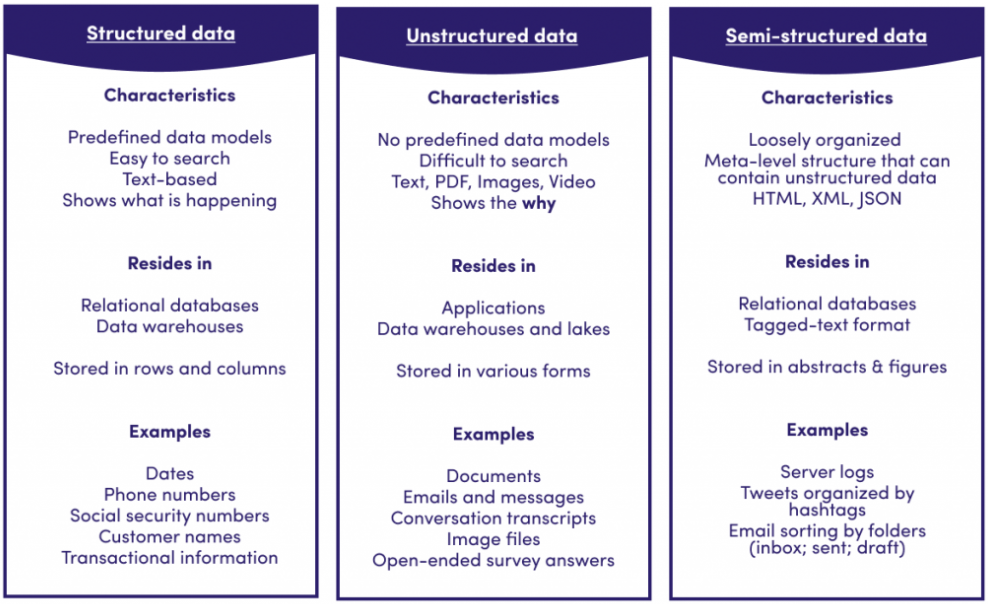 Structured data
Characteristics
Predefined data models
Easy to search
Text-based
Shows what is happening
Resides in
Relational databases
Data warehouses
Stored in rows and columns
Examples
Dates
Phone numbers
Social security numbers
Customer names
Transactional information
Unstructured data
Characteristics
No predefined data models
Difficult to search
Text, PDF, Images, Video
Shows the why
Resides in
Applications
Data warehouses and lakes
Stored in various forms
Examples
Documents
Emails and messages
Conversation transcripts
Image files
Open-ended survey answers
Semi-structured data
Characteristics
Loosely organized
Meta-level structure that can
contain unstructured data
HTML, XML, JSON
Resides in
Relational databases
Tagged-text format
Stored in abstracts & figures
Examples
Server logs
Tweets organized by
hashtags
Email sorting by folders
(inbox; sent; draft)